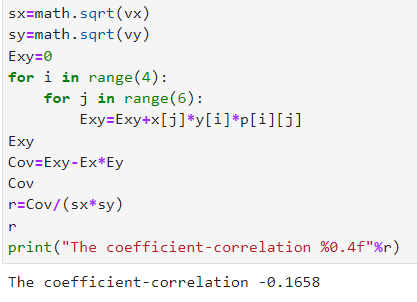 sx=math.sqrt(vx)
sy=math.sqrt(vy)
Exy=0
for i in range(4):
    for j in range(6):
        Exy=Exy+x[j]*y[i]*p[i][j]
Exy
Cov=Exy-Ex*Ey
Cov
r=Cov/(sx*sy)
r
print("The coefficient-correlation %0.4f"%r)
The coefficient-correlation -0.1658